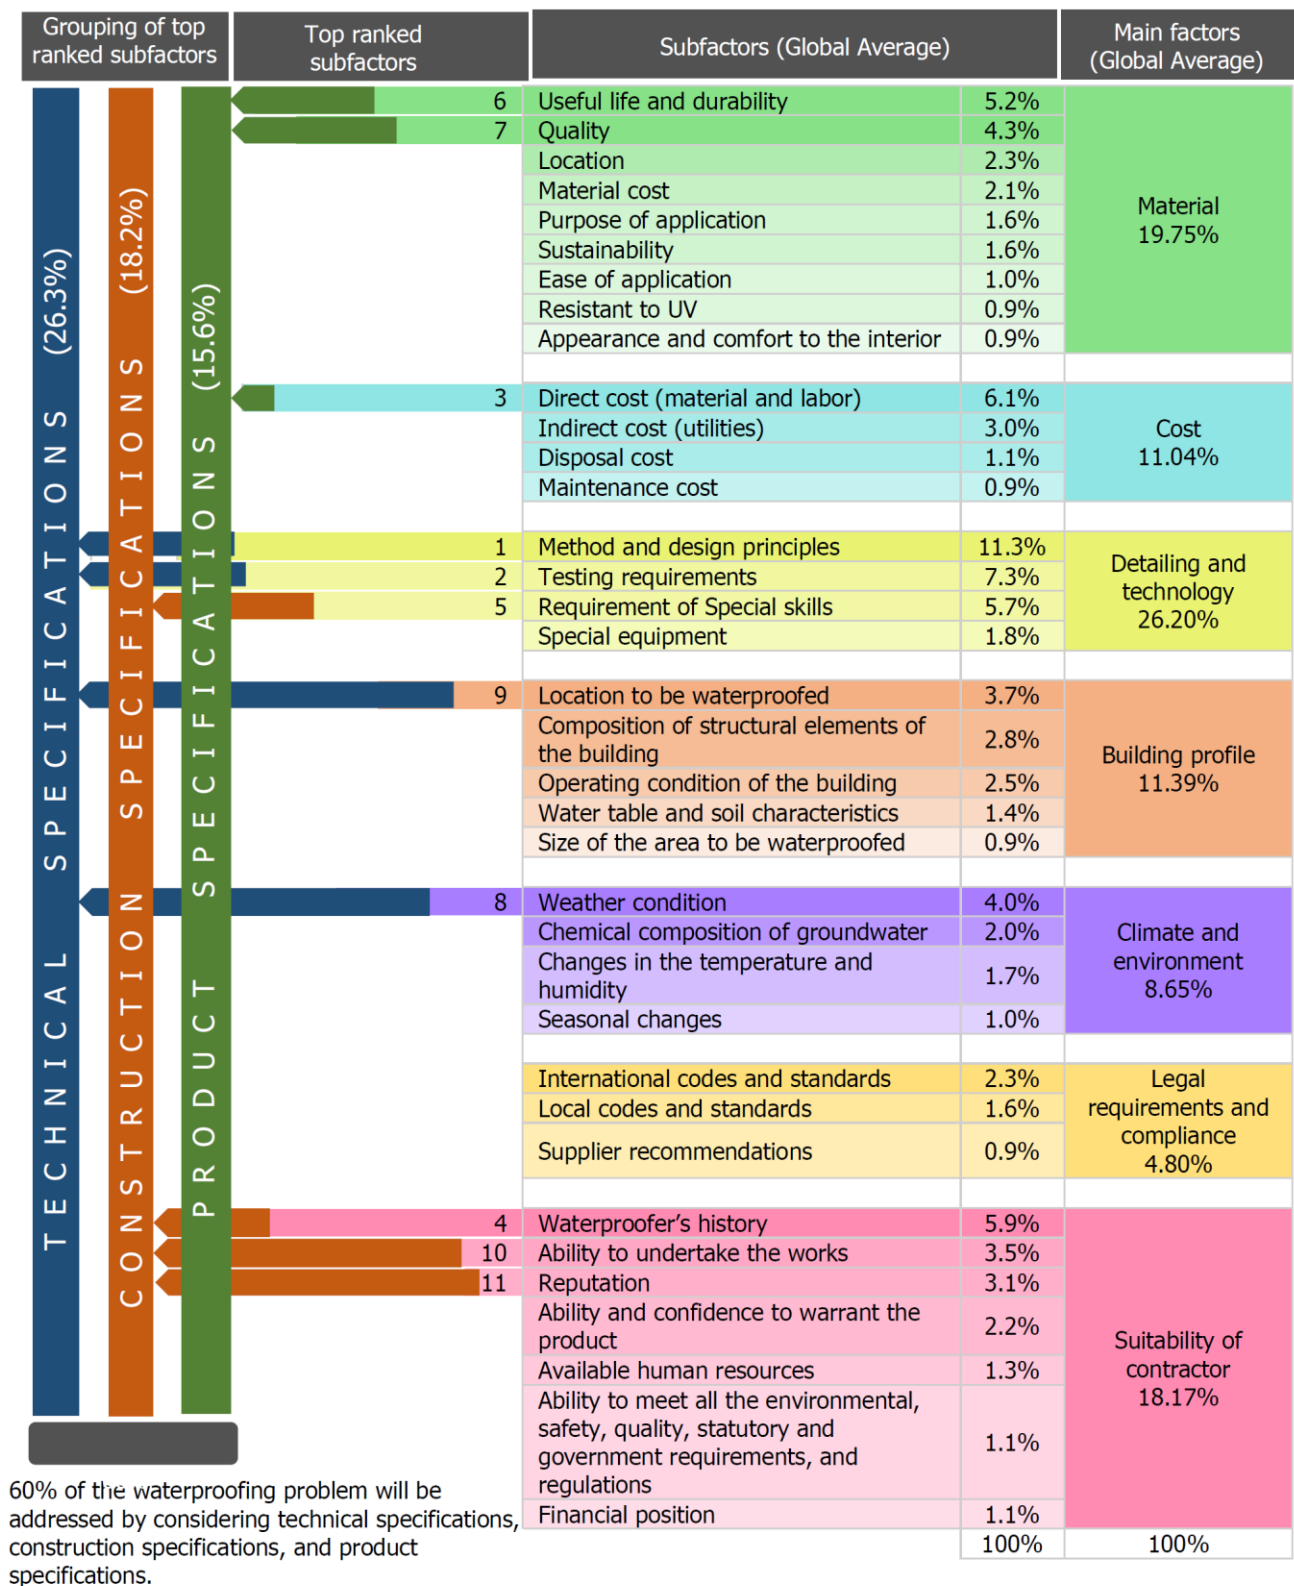 Grouping of top
ranked subfactors
Top ranked
subfactors
Subfactors (Global Average)
Main factors
(Global Average)
TECHNICAL SPECIFICATIONS (26.3%)
CONSTRUCTION SPECIFICATIONS (18.2%)
PRODUCT SPECIFICATIONS (15.6%)
6 Useful life and durability 5.2%
7 Quality 4.3%
Location 2.3%
Material cost 2.1%
Purpose of application 1.6%
Sustainability 1.6%
Ease of application 1.0%
Resistant to UV 0.9%
Appearance and comfort to the interior 0.9%
Material
19.75%
3 Direct cost (material and labor) 6.1%
Indirect cost (utilities) 3.0%
Disposal cost 1.1%
Maintenance cost 0.9%
Cost
11.04%
1 Method and design principles 11.3%
2 Testing requirements 7.3%
5 Requirement of Special skills 5.7%
Special equipment 1.8%
Detailing and
technology
26.20%
9 Location to be waterproofed 3.7%
Composition of structural elements of
the building 2.8%
Operating condition of the building 2.5%
Water table and soil characteristics 1.4%
Size of the area to be waterproofed 0.9%
Building profile
11.39%
8 Weather condition 4.0%
Chemical composition of groundwater 2.0%
Changes in the temperature and
humidity 1.7%
Seasonal changes 1.0%
Climate and
environment
8.65%
International codes and standards 2.3%
Local codes and standards 1.6%
Supplier recommendations 0.9%
Legal
requirements and
compliance
4.80%
4 Waterproofer's history 5.9%
10 Ability to undertake the works 3.5%
11 Reputation 3.1%
Ability and confidence to warrant the
product 2.2%
Available human resources 1.3%
Ability to meet all the environmental,
safety, quality, statutory and
government requirements, and
regulations 1.1%
Financial position 1.1%
Suitability of
contractor
18.17%
100% 100%
60% of the waterproofing problem will be
addressed by considering technical specifications,
construction specifications, and product
specifications.